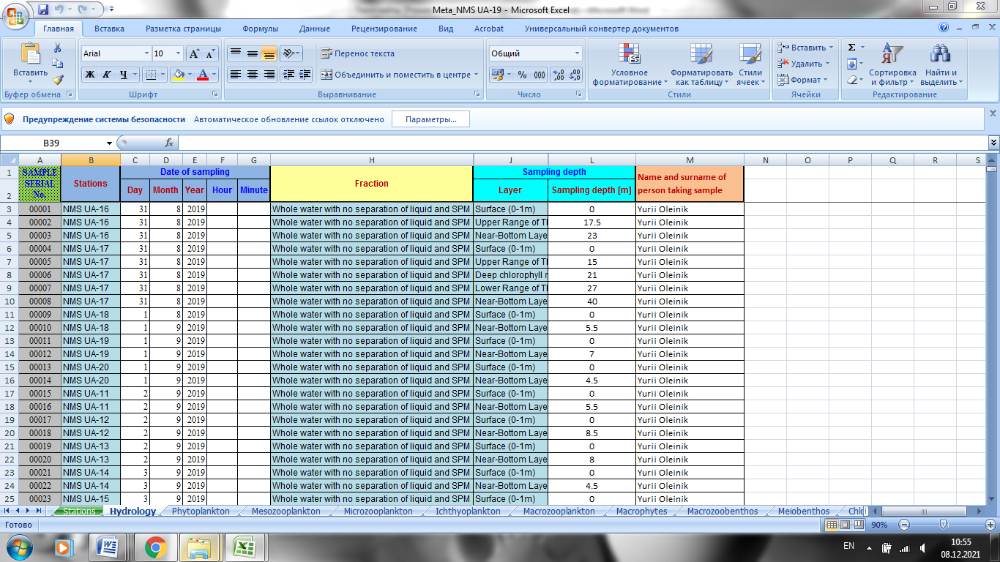 Meta_NMS UA-19 - Microsoft Excel
Главная Вставка Разметка страницы Формулы Данные Рецензирование Вид Acrobat Универсальный конвертер документов
Вставить
Буфер обмена
Arial 10
Ж К Ч
Шрифт
Перенос текста
Объединить и поместить в центре
Выравнивание
Общий
% 000
Число
Условное форматирование
Форматировать как таблицу
Стили ячеек
Стили
Вставить
Удалить
Формат
Ячейки
Σ
Сортировка и фильтр
Найти и выделить
Редактирование
Предупреждение системы безопасности Автоматическое обновление ссылок отключено Параметры...
B39 fx
A B C D E F G H J L M N O P Q R S
1 SAMPLE SERIAL No. Stations Date of sampling Fraction Sampling depth Name and surname of person taking sample
2 Day Month Year Hour Minute Layer Sampling depth [m]
3 00001 NMS UA-16 31 8 2019 Whole water with no separation of liquid and SPM Surface (0-1m) 0 Yurii Oleinik
4 00002 NMS UA-16 31 8 2019 Whole water with no separation of liquid and SPM Upper Range of Tl 17.5 Yurii Oleinik
5 00003 NMS UA-16 31 8 2019 Whole water with no separation of liquid and SPM Near-Bottom Laye 23 Yurii Oleinik
6 00004 NMS UA-17 31 8 2019 Whole water with no separation of liquid and SPM Surface (0-1m) 0 Yurii Oleinik
7 00005 NMS UA-17 31 8 2019 Whole water with no separation of liquid and SPM Upper Range of Tl 15 Yurii Oleinik
8 00006 NMS UA-17 31 8 2019 Whole water with no separation of liquid and SPM Deep chlorophyll r 21 Yurii Oleinik
9 00007 NMS UA-17 31 8 2019 Whole water with no separation of liquid and SPM Lower Range of Tl 27 Yurii Oleinik
10 00008 NMS UA-17 31 8 2019 Whole water with no separation of liquid and SPM Near-Bottom Laye 40 Yurii Oleinik
11 00009 NMS UA-18 1 8 2019 Whole water with no separation of liquid and SPM Surface (0-1m) 0 Yurii Oleinik
12 00010 NMS UA-18 1 9 2019 Whole water with no separation of liquid and SPM Near-Bottom Laye 5.5 Yurii Oleinik
13 00011 NMS UA-19 1 9 2019 Whole water with no separation of liquid and SPM Surface (0-1m) 0 Yurii Oleinik
14 00012 NMS UA-19 1 9 2019 Whole water with no separation of liquid and SPM Near-Bottom Laye 7 Yurii Oleinik
15 00013 NMS UA-20 1 9 2019 Whole water with no separation of liquid and SPM Surface (0-1m) 0 Yurii Oleinik
16 00014 NMS UA-20 1 9 2019 Whole water with no separation of liquid and SPM Near-Bottom Laye 4.5 Yurii Oleinik
17 00015 NMS UA-11 2 9 2019 Whole water with no separation of liquid and SPM Surface (0-1m) 0 Yurii Oleinik
18 00016 NMS UA-11 2 9 2019 Whole water with no separation of liquid and SPM Near-Bottom Laye 5.5 Yurii Oleinik
19 00017 NMS UA-12 2 9 2019 Whole water with no separation of liquid and SPM Surface (0-1m) 0 Yurii Oleinik
20 00018 NMS UA-12 2 9 2019 Whole water with no separation of liquid and SPM Near-Bottom Laye 8.5 Yurii Oleinik
21 00019 NMS UA-13 2 9 2019 Whole water with no separation of liquid and SPM Surface (0-1m) 0 Yurii Oleinik
22 00020 NMS UA-13 2 9 2019 Whole water with no separation of liquid and SPM Near-Bottom Laye 8 Yurii Oleinik
23 00021 NMS UA-14 3 9 2019 Whole water with no separation of liquid and SPM Surface (0-1m) 0 Yurii Oleinik
24 00022 NMS UA-14 3 9 2019 Whole water with no separation of liquid and SPM Near-Bottom Laye 4.5 Yurii Oleinik
25 00023 NMS UA-15 3 9 2019 Whole water with no separation of liquid and SPM Surface (0-1m) 0 Yurii Oleinik
Stations Hydrology Phytoplankton Mesozooplankton Microzooplankton Ichthyoplankton Macrozooplankton Macrophytes Macrozoobenthos Meiobenthos Chlo
Готово 90%
EN 10:55
08.12.2021